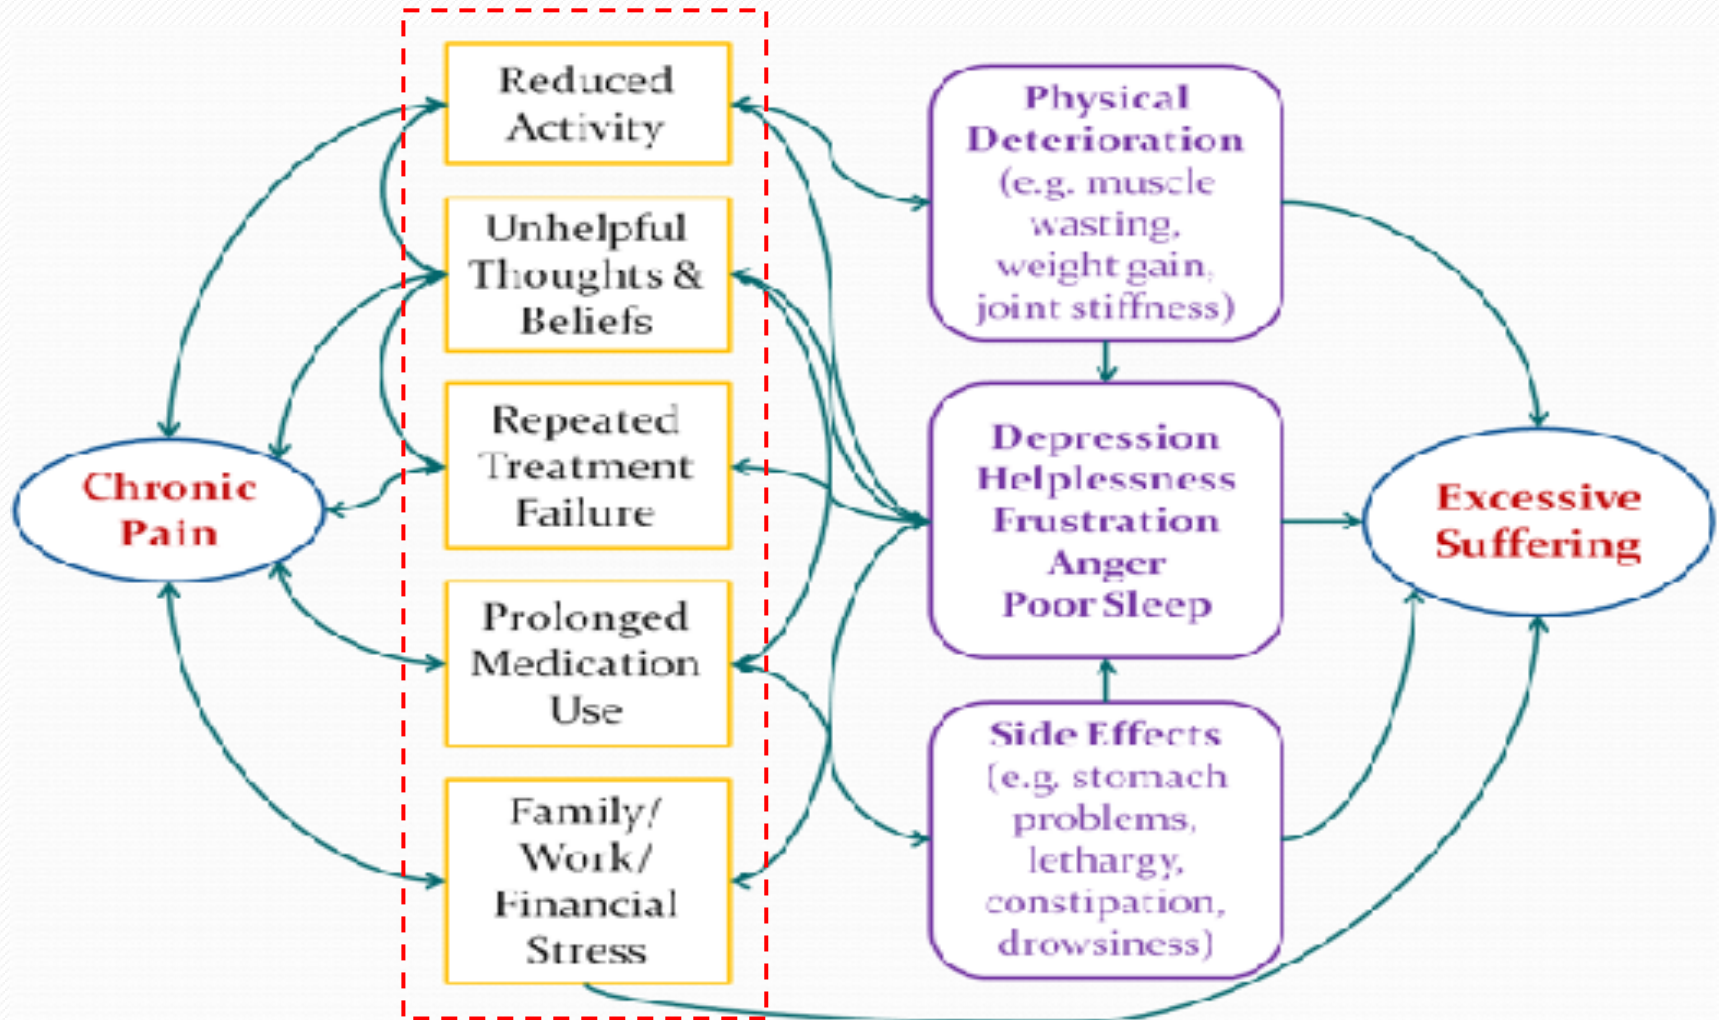 Reduced
Activity
Unhelpful
Thoughts &
Beliefs
Repeated
Treatment
Failure
Prolonged
Medication
Use
Family/
Work/
Financial
Stress
Chronic
Pain
Physical
Deterioration
(e.g. muscle
wasting,
weight gain,
joint stiffness)
Depression
Helplessness
Frustration
Anger
Poor Sleep
Side Effects
(e.g. stomach
problems,
lethargy,
constipation,
drowsiness)
Excessive
Suffering